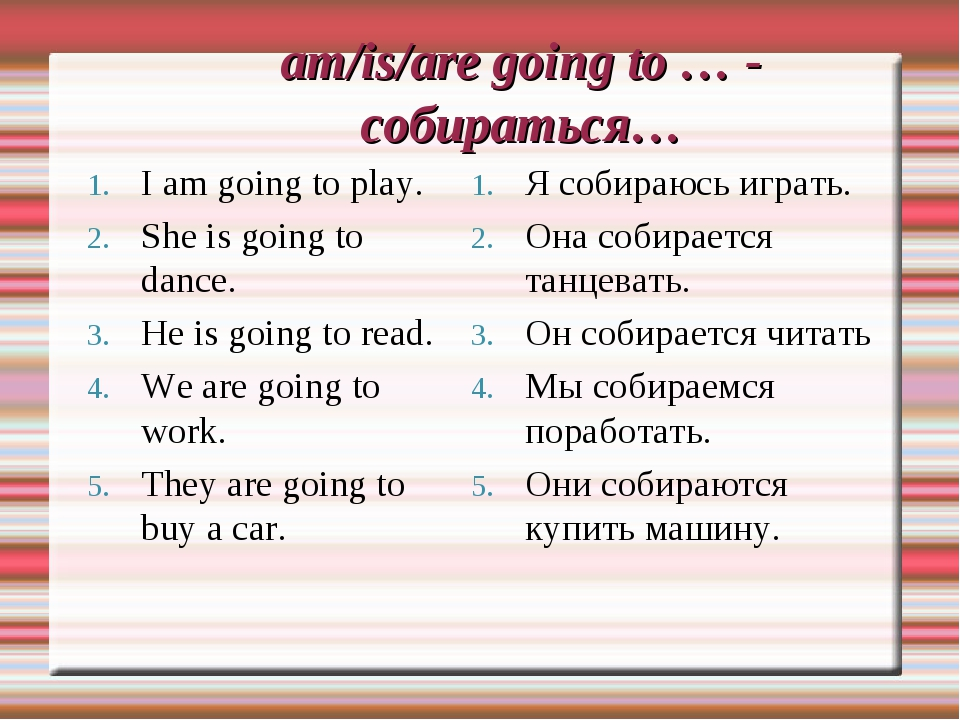 am/is/are going to … -
собираться…
1. I am going to play.
2. She is going to
dance.
3. He is going to read.
4. We are going to
work.
5. They are going to
buy a car.
1. Я собираюсь играть.
2. Она собирается
танцевать.
3. Он собирается читать
4. Мы собираемся
поработать.
5. Они собираются
купить машину.